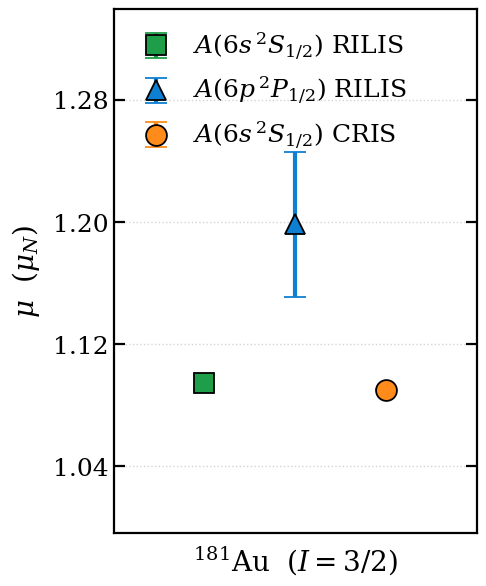 A(6s ²S₁/₂) RILIS
A(6p ²P₁/₂) RILIS
A(6s ²S₁/₂) CRIS
1.28
1.20
1.12
1.04
μ (μ_N)
¹⁸¹Au (I = 3/2)